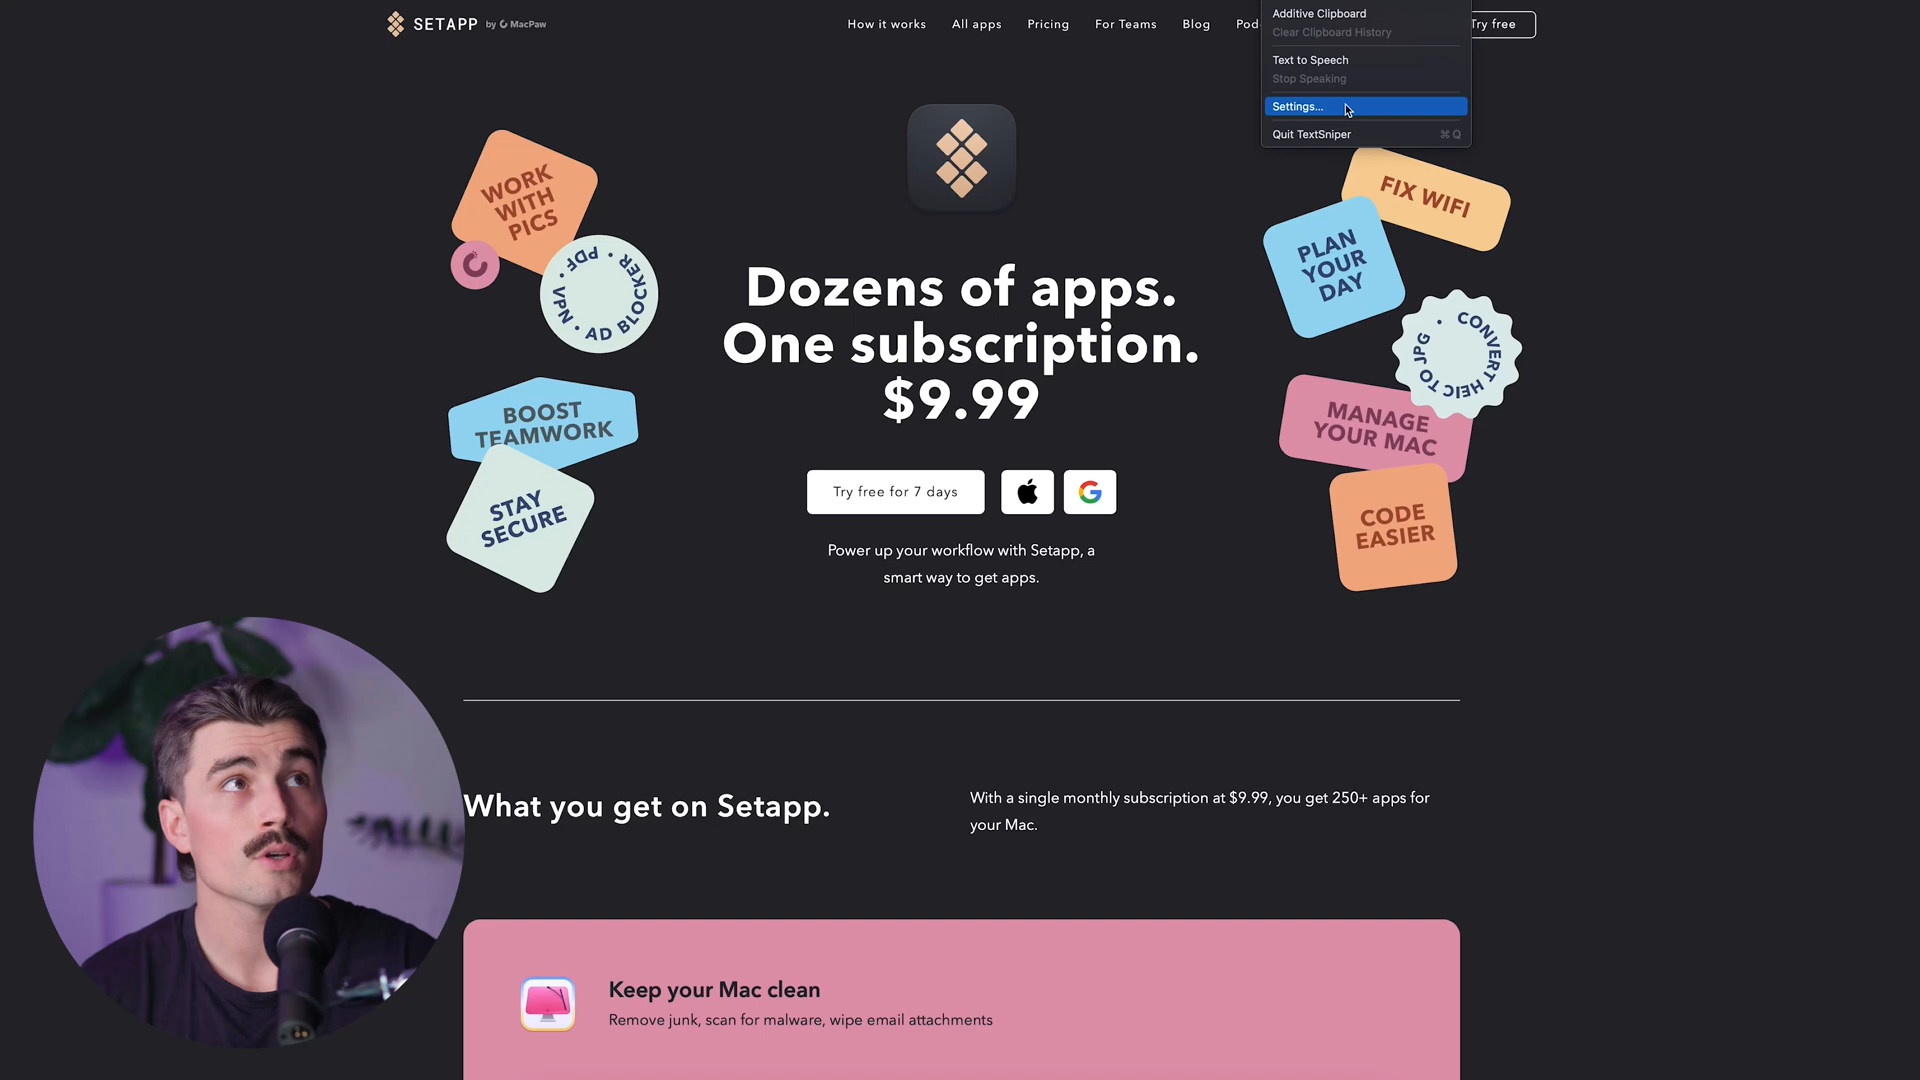 SETAPP by MacPaw
How it works
All apps
Pricing
For Teams
Blog
Try free
Additive Clipboard
Clear Clipboard History
Text to Speech
Stop Speaking
Settings...
Quit TextSniper ⌘ Q
WORK
WITH
PICS
PDF • VPN • AD BLOCKER •
BOOST
TEAMWORK
STAY
SECURE
Dozens of apps.
One subscription.
$9.99
Try free for 7 days
Power up your workflow with Setapp, a
smart way to get apps.
FIX WIFI
PLAN
YOUR
DAY
CONVERT HEIC TO JPG •
MANAGE
YOUR MAC
CODE
EASIER
What you get on Setapp.
With a single monthly subscription at $9.99, you get 250+ apps for
your Mac.
Keep your Mac clean
Remove junk, scan for malware, wipe email attachments